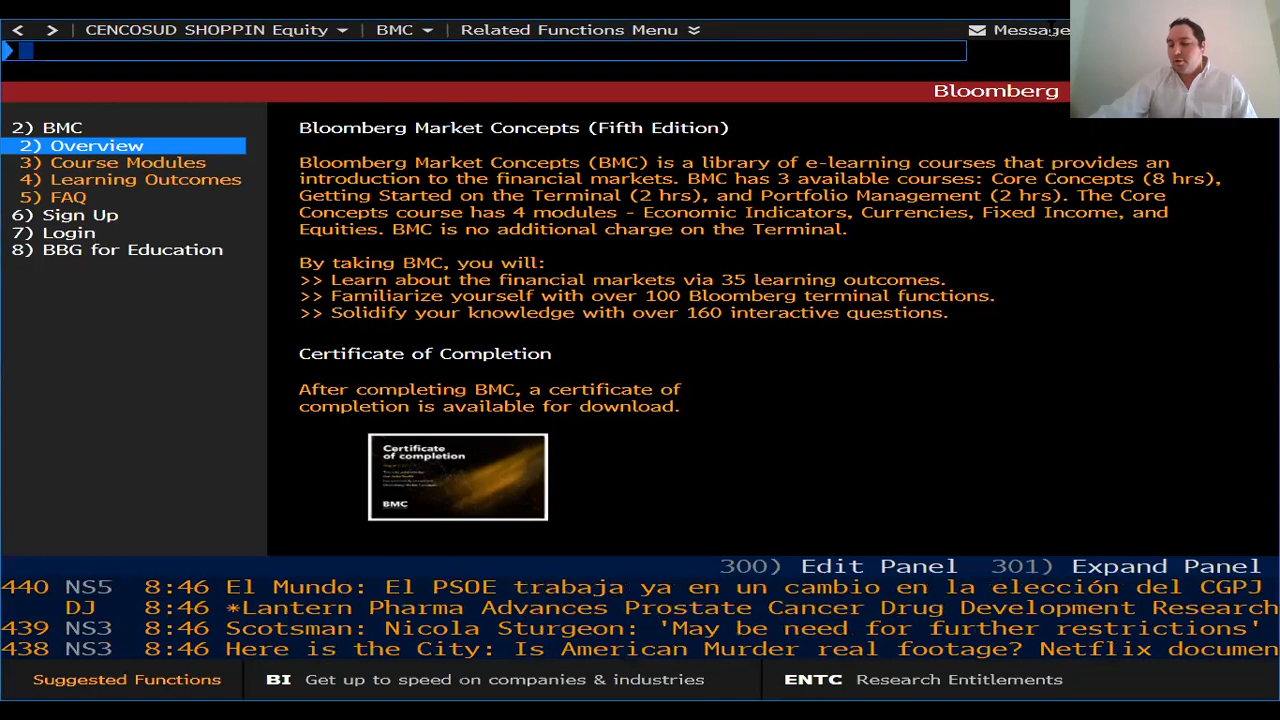 CENCOSUD SHOPPIN Equity BMC Related Functions Menu Message
Bloomberg
2) BMC
2) Overview
3) Course Modules
4) Learning Outcomes
5) FAQ
6) Sign Up
7) Login
8) BBG for Education
Bloomberg Market Concepts (Fifth Edition)
Bloomberg Market Concepts (BMC) is a library of e-learning courses that provides an
introduction to the financial markets. BMC has 3 available courses: Core Concepts (8 hrs),
Getting Started on the Terminal (2 hrs), and Portfolio Management (2 hrs). The Core
Concepts course has 4 modules - Economic Indicators, Currencies, Fixed Income, and
Equities. BMC is no additional charge on the Terminal.
By taking BMC, you will:
>> Learn about the financial markets via 35 learning outcomes.
>> Familiarize yourself with over 100 Bloomberg terminal functions.
>> Solidify your knowledge with over 160 interactive questions.
Certificate of Completion
After completing BMC, a certificate of
completion is available for download.
Certificate
of completion
BMC
300) Edit Panel 301) Expand Panel
440 NS5 8:46 El Mundo: El PSOE trabaja ya en un cambio en la elección del CGPJ
DJ 8:46 *Lantern Pharma Advances Prostate Cancer Drug Development Research
439 NS3 8:46 Scotsman: Nicola Sturgeon: 'May be need for further restrictions'
438 NS3 8:46 Here is the City: Is American Murder real footage? Netflix documen
Suggested Functions BI Get up to speed on companies & industries ENTC Research Entitlements